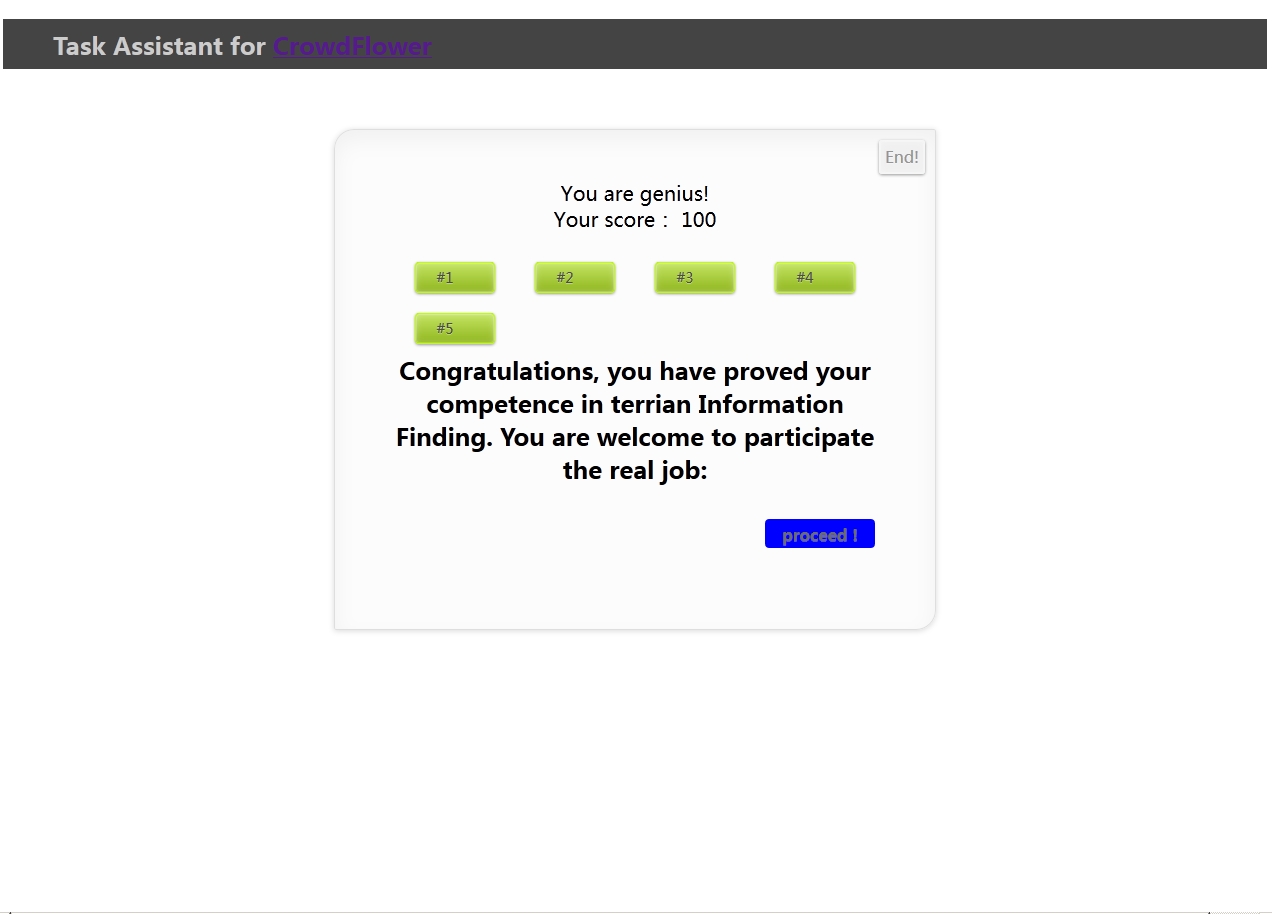 Task Assistant for CrowdFlower
End!
You are genius!
Your score： 100
#1 #2 #3 #4
#5
Congratulations, you have proved your
competence in terrian Information
Finding. You are welcome to participate
the real job:
proceed !